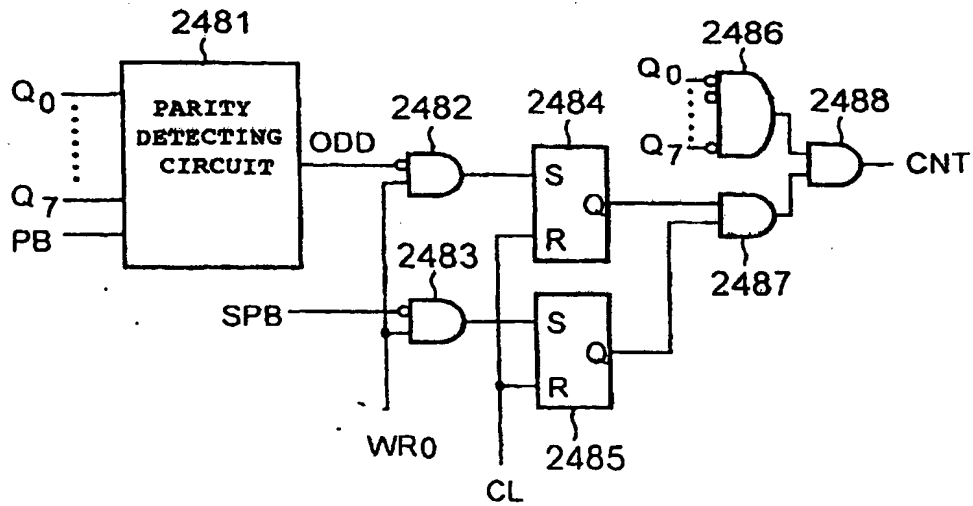 2481
Q0
Q7
PB
PARITY
DETECTING
CIRCUIT
ODD
2482
2484
S
Q
R
2486
Q0
Q7
2488
CNT
2487
2483
SPB
S
Q
R
2485
WR0
CL